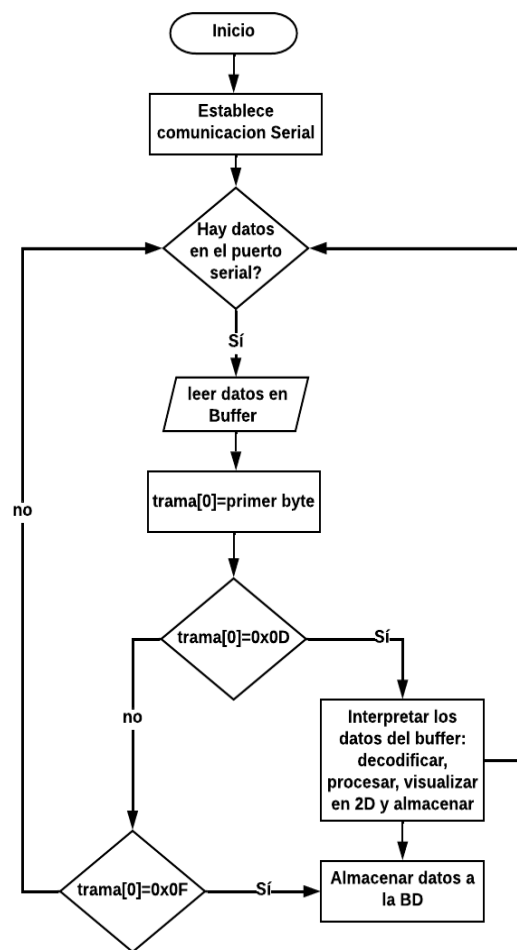 Inicio
Establece
comunicacion Serial
Hay datos
en el puerto
serial?
Sí
leer datos en
Buffer
trama[0]=primer byte
no
trama[0]=0x0D
Sí
no
Interpretar los
datos del buffer:
decodificar,
procesar, visualizar
en 2D y almacenar
trama[0]=0x0F
Sí
Almacenar datos a
la BD